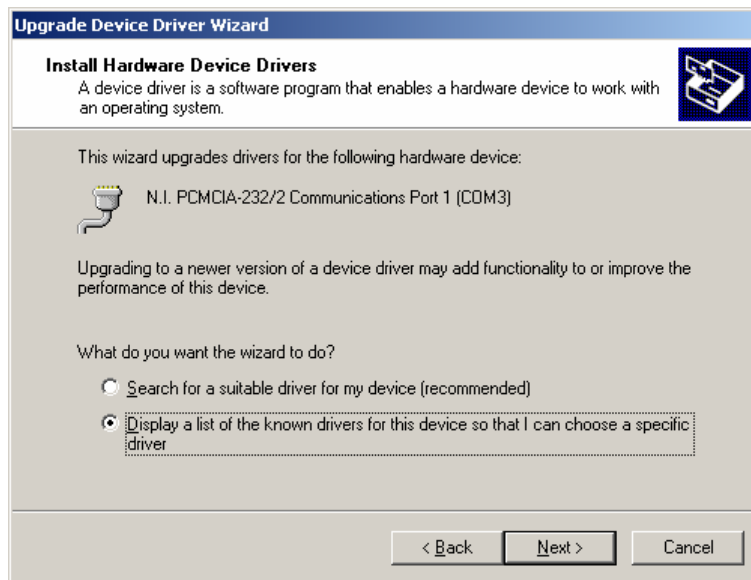 Upgrade Device Driver Wizard
Install Hardware Device Drivers
A device driver is a software program that enables a hardware device to work with
an operating system.
This wizard upgrades drivers for the following hardware device:
N.I. PCMCIA-232/2 Communications Port 1 (COM3)
Upgrading to a newer version of a device driver may add functionality to or improve the
performance of this device.
What do you want the wizard to do?
Search for a suitable driver for my device (recommended)
Display a list of the known drivers for this device so that I can choose a specific
driver
< Back Next > Cancel